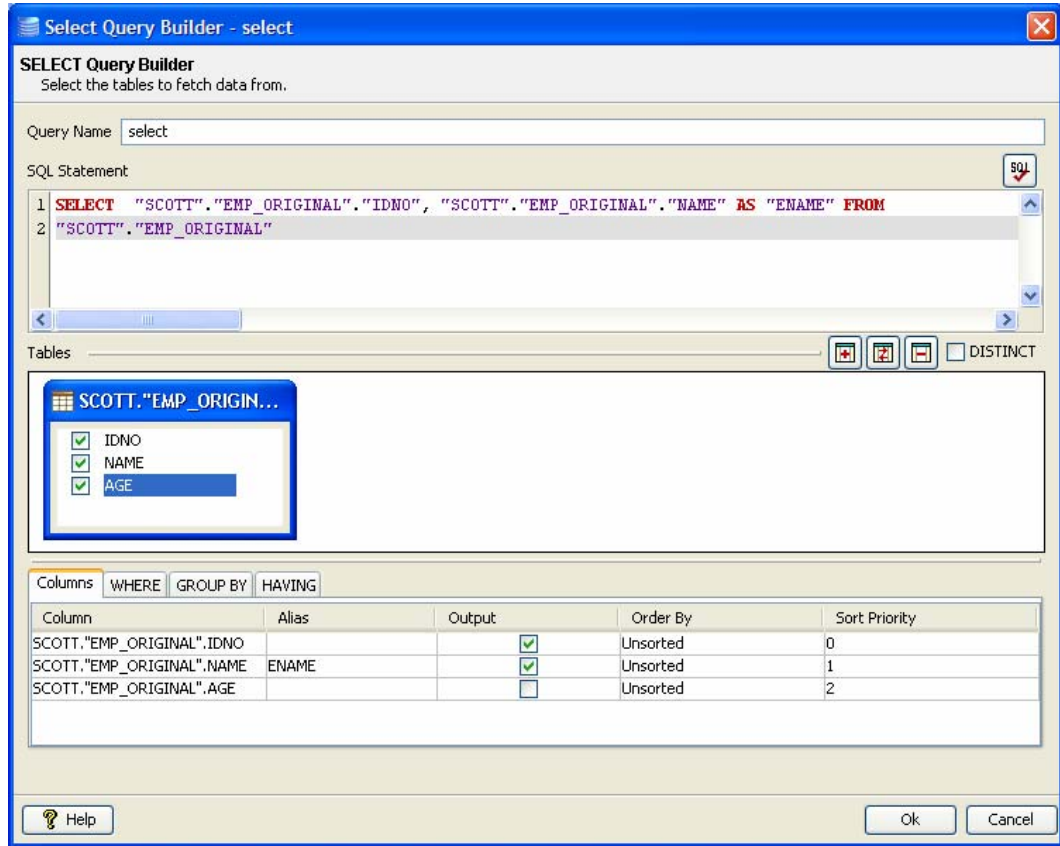 Select Query Builder - select
SELECT Query Builder
Select the tables to fetch data from.
Query Name select
SQL Statement
SQL
1 SELECT "SCOTT"."EMP_ORIGINAL"."IDNO", "SCOTT"."EMP_ORIGINAL"."NAME" AS "ENAME" FROM
2 "SCOTT"."EMP_ORIGINAL"
Tables DISTINCT
SCOTT."EMP_ORIGIN...
IDNO
NAME
AGE
Columns WHERE GROUP BY HAVING
Column Alias Output Order By Sort Priority
SCOTT."EMP_ORIGINAL".IDNO Unsorted 0
SCOTT."EMP_ORIGINAL".NAME ENAME Unsorted 1
SCOTT."EMP_ORIGINAL".AGE Unsorted 2
? Help Ok Cancel